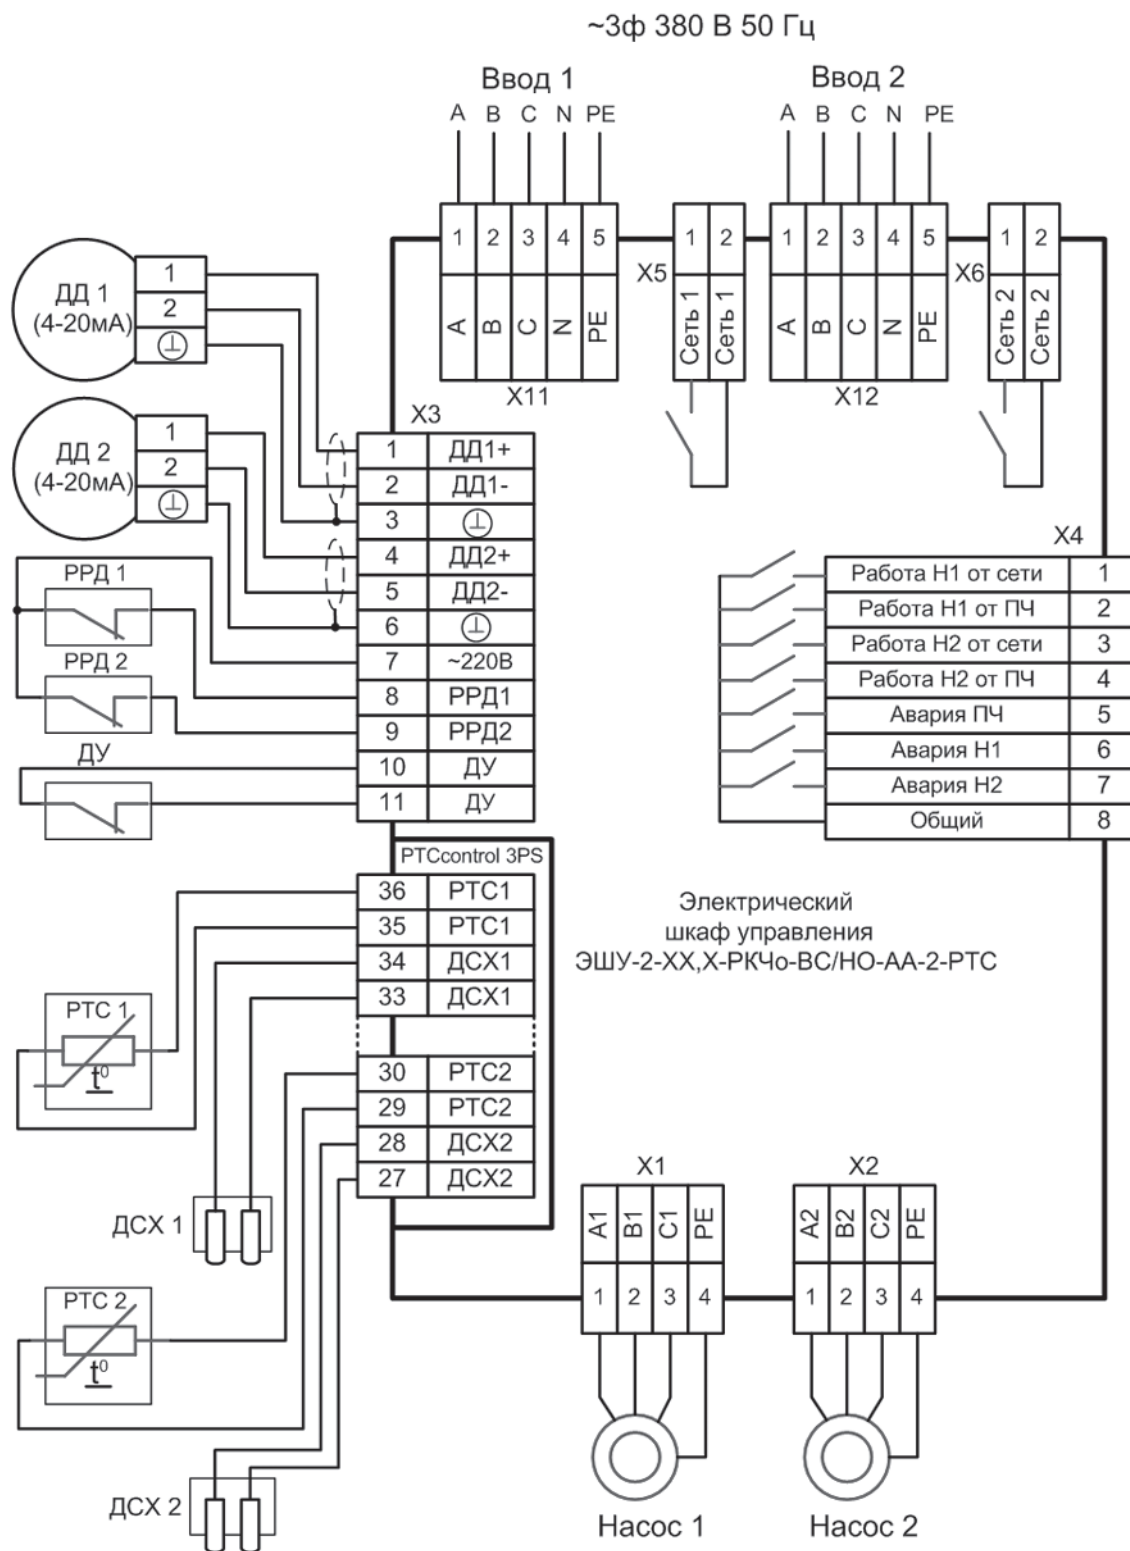 ~3ф 380 В 50 Гц
Ввод 1
Ввод 2
A B C N PE
A B C N PE
1 2 3 4 5
A B C N PE
X11
1 2
X5
Сеть 1 Сеть 1
1 2 3 4 5
A B C N PE
X12
1 2
X6
Сеть 2 Сеть 2
ДД 1
(4-20мА)
1
2
ДД 2
(4-20мА)
1
2
РРД 1
РРД 2
ДУ
X3
1 ДД1+
2 ДД1-
3
4 ДД2+
5 ДД2-
6
7 ~220В
8 РРД1
9 РРД2
10 ДУ
11 ДУ
X4
Работа Н1 от сети 1
Работа Н1 от ПЧ 2
Работа Н2 от сети 3
Работа Н2 от ПЧ 4
Авария ПЧ 5
Авария Н1 6
Авария Н2 7
Общий 8
PTCcontrol 3PS
36 РТС1
35 РТС1
34 ДСХ1
33 ДСХ1
30 РТС2
29 РТС2
28 ДСХ2
27 ДСХ2
Электрический
шкаф управления
ЭШУ-2-ХХ,Х-РКЧо-ВС/НО-АА-2-РТС
РТС 1
t⁰
ДСХ 1
РТС 2
t⁰
ДСХ 2
X1
A1 B1 C1 PE
1 2 3 4
Насос 1
X2
A2 B2 C2 PE
1 2 3 4
Насос 2